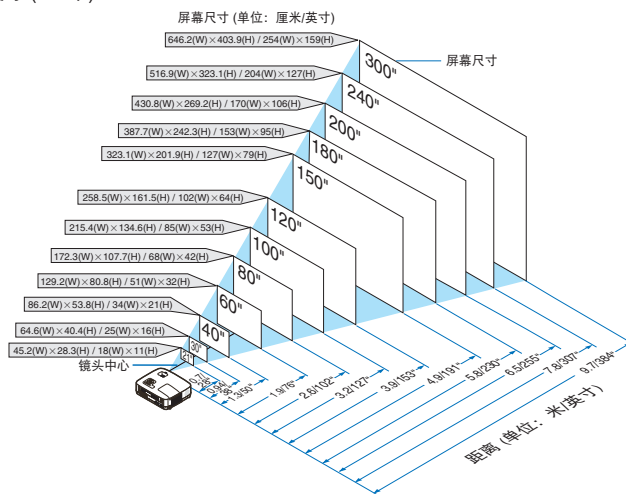 屏幕尺寸 (单位：厘米/英寸)
646.2(W)×403.9(H) / 254(W)×159(H)
屏幕尺寸
300"
516.9(W)×323.1(H) / 204(W)×127(H)
240"
430.8(W)×269.2(H) / 170(W)×106(H)
200"
387.7(W)×242.3(H) / 153(W)×95(H)
180"
323.1(W)×201.9(H) / 127(W)×79(H)
150"
258.5(W)×161.5(H) / 102(W)×64(H)
120"
215.4(W)×134.6(H) / 85(W)×53(H)
100"
172.3(W)×107.7(H) / 68(W)×42(H)
80"
129.2(W)×80.8(H) / 51(W)×32(H)
60"
86.2(W)×53.8(H) / 34(W)×21(H)
40"
64.6(W)×40.4(H) / 25(W)×16(H)
30"
45.2(W)×28.3(H) / 18(W)×11(H)
21"
镜头中心
1.3/50"
1.9/76"
2.6/102"
3.2/127"
3.9/153"
4.9/191"
5.8/230"
6.5/255"
7.8/307"
9.7/384"
距离 (单位：米/英寸)